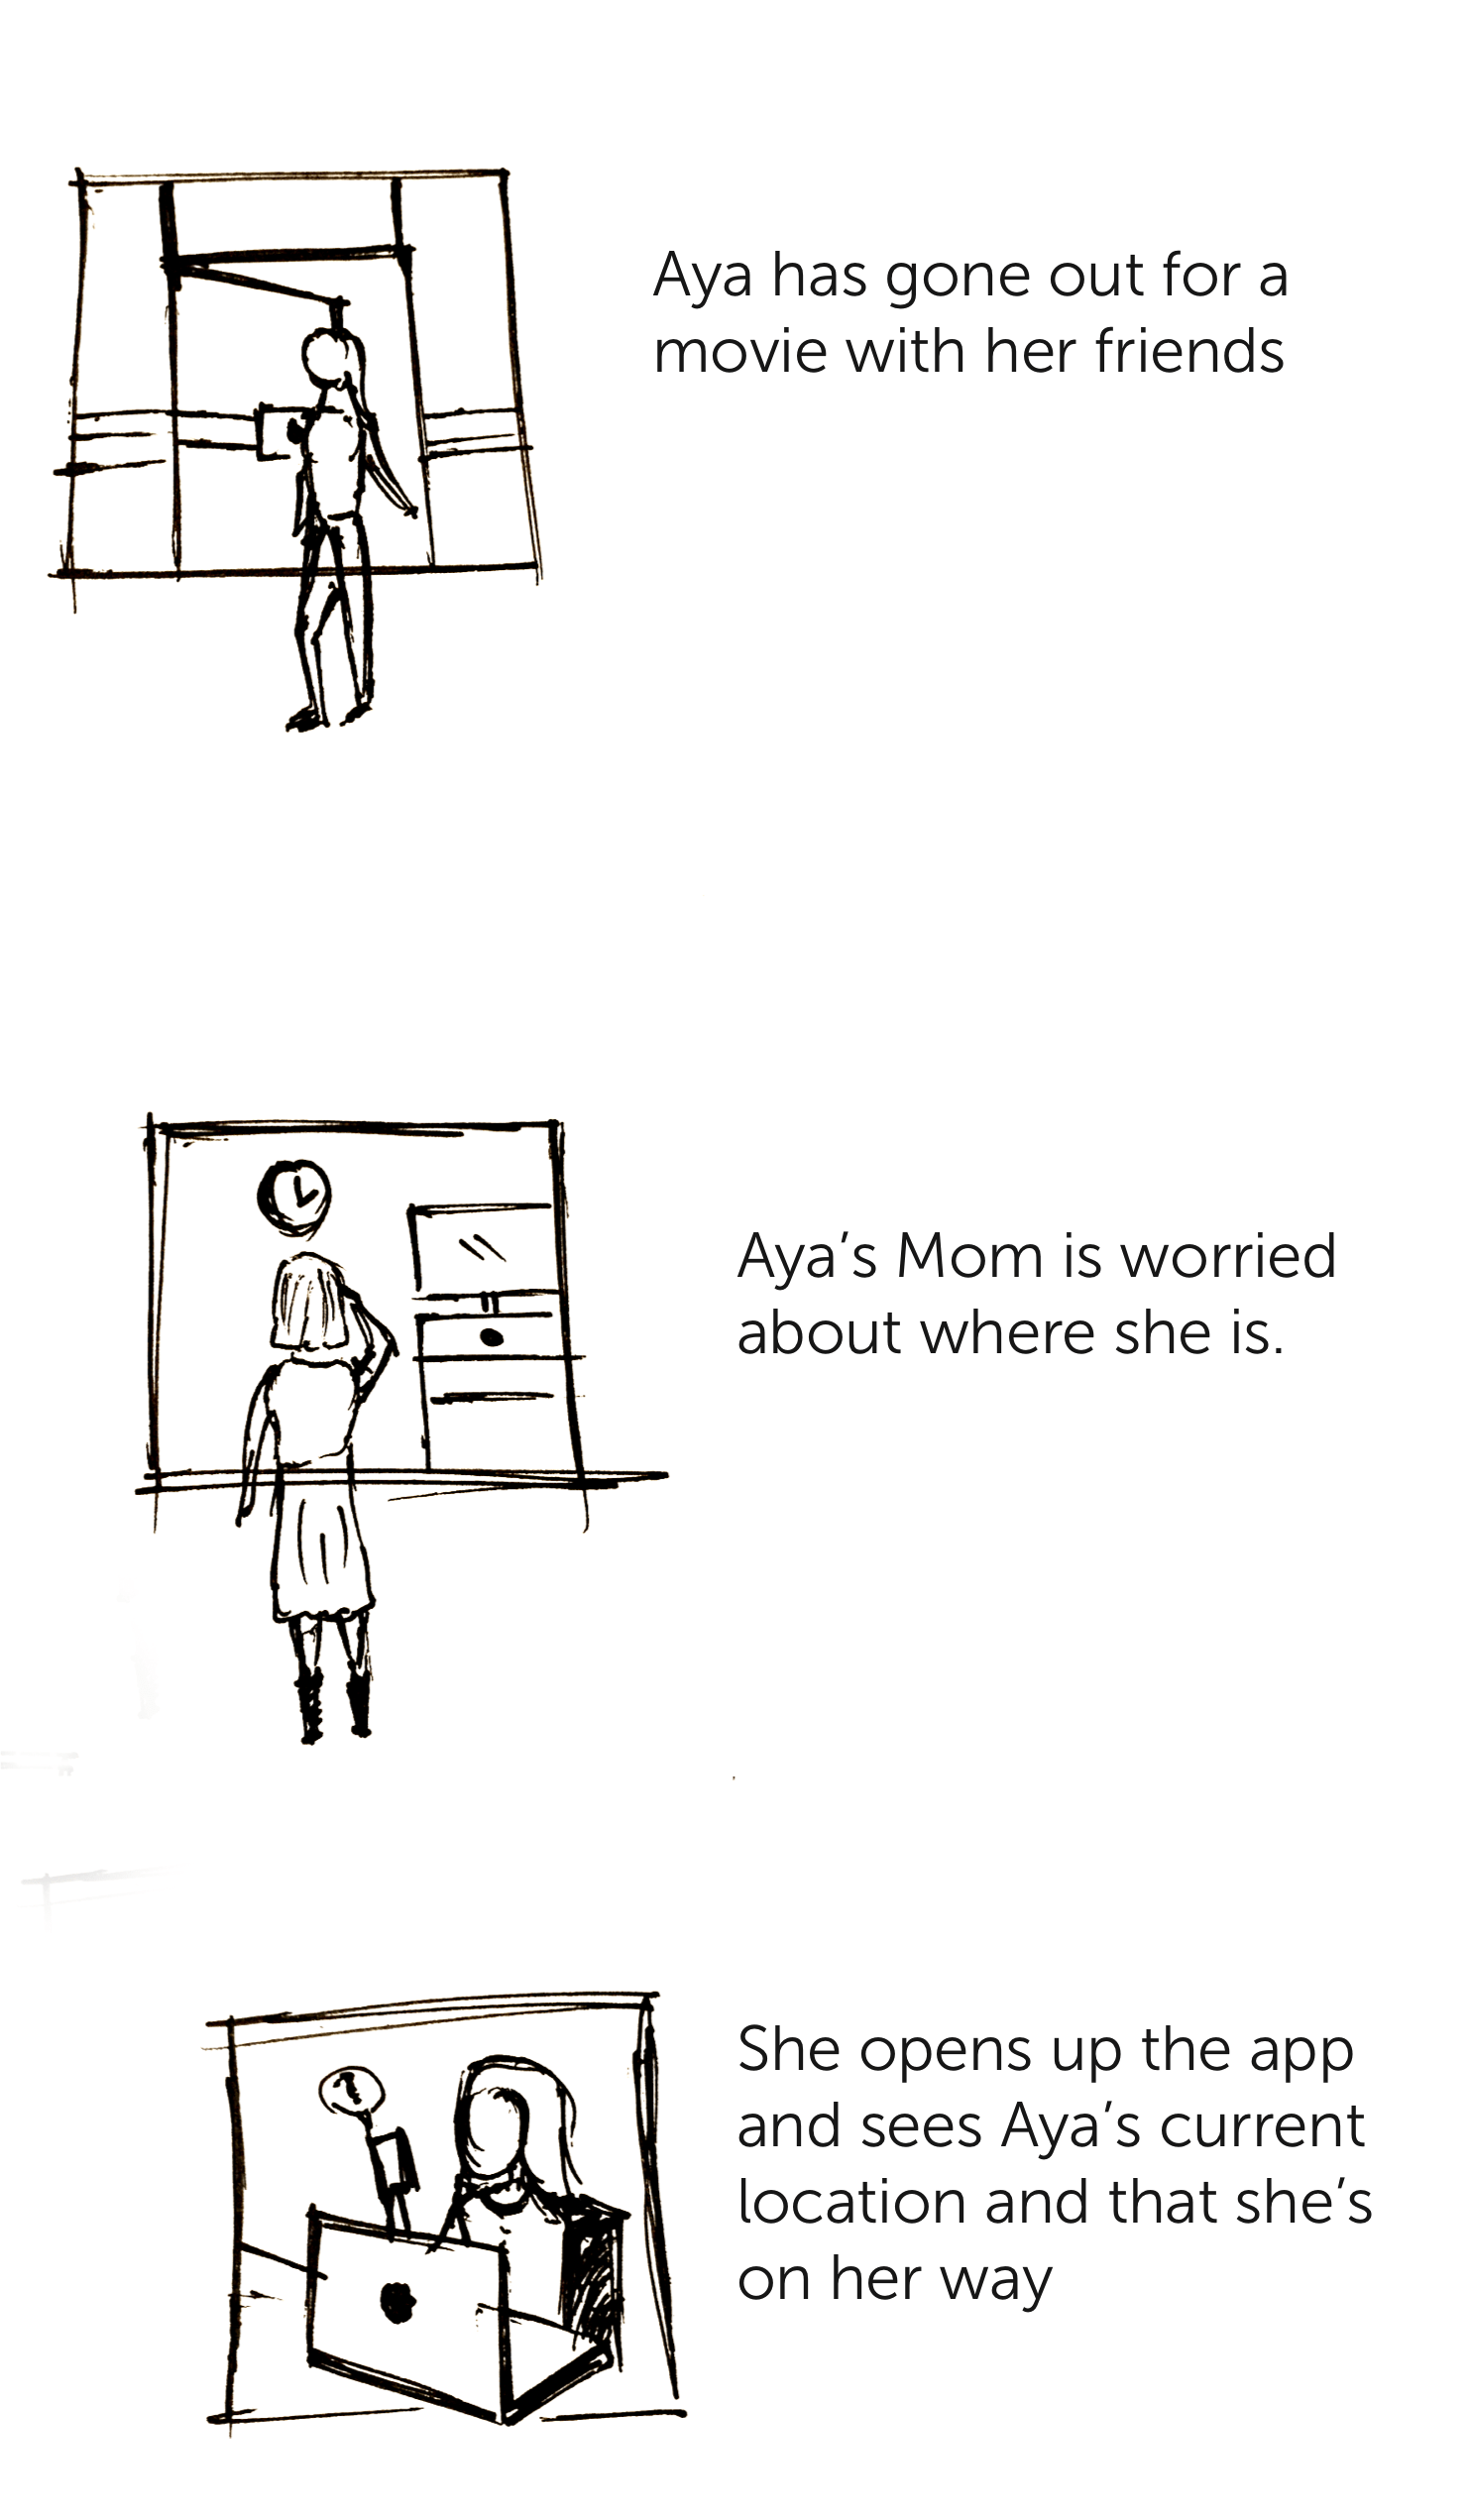 Aya has gone out for a
movie with her friends
Aya’s Mom is worried
about where she is.
She opens up the app
and sees Aya’s current
location and that she’s
on her way